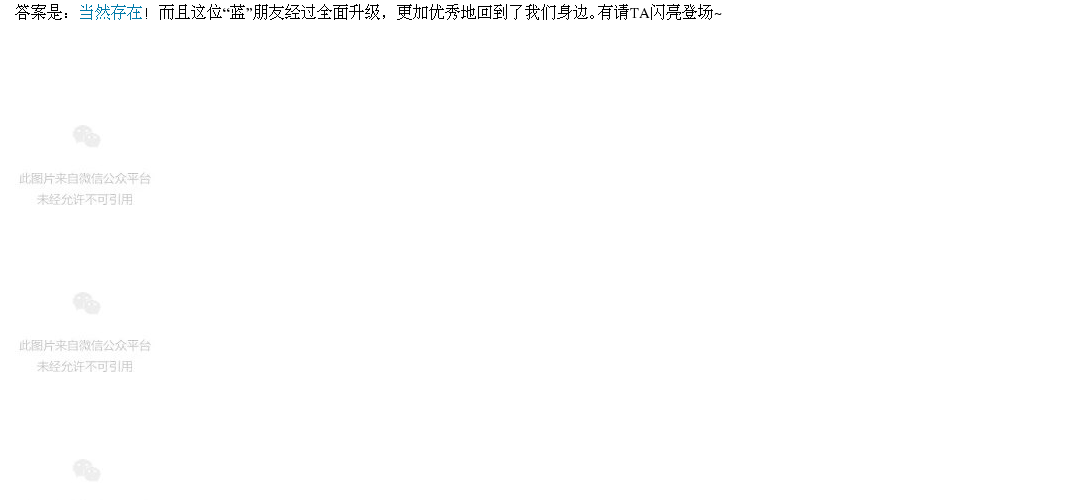 答案是：当然存在！而且这位“蓝”朋友经过全面升级，更加优秀地回到了我们身边。有请TA闪亮登场~
此图片来自微信公众平台
未经允许不可引用
此图片来自微信公众平台
未经允许不可引用